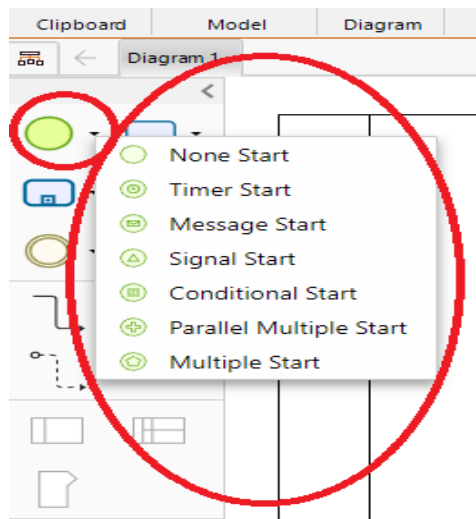 Clipboard Model Diagram
Diagram 1
None Start
Timer Start
Message Start
Signal Start
Conditional Start
Parallel Multiple Start
Multiple Start